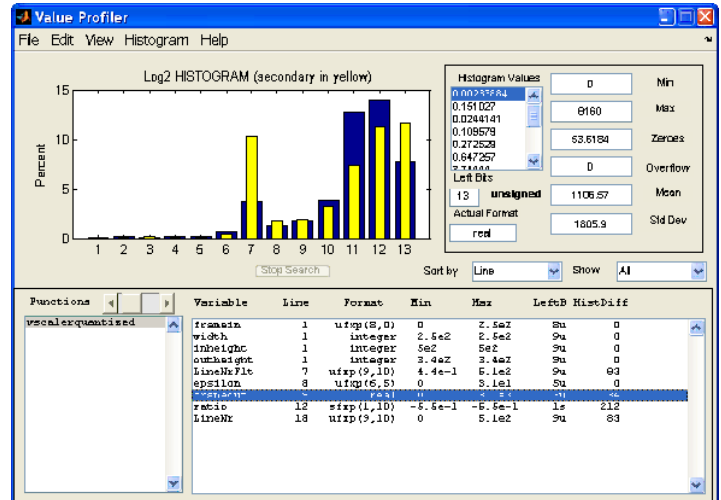 Value Profiler
File Edit View Histogram Help
Log2 HISTOGRAM (secondary in yellow)
15
10
5
0
Percent
1 2 3 4 5 6 7 8 9 10 11 12 13
Stop Search
Histogram Values
0.151027
0.0244141
0.109579
0.272529
0.647257
Left Bits
13 unsigned
Actual Format
real
0 Min
8160 Max
53.6184 Zeroes
0 Overflow
1106.57 Mean
1805.9 Std Dev
Sort by Line Show All
Functions
vscalerquantized
Variable Line Format Min Max LeftB HistDiff
framein 1 ufxp(8,0) 0 2.5e2 8u 0
width 1 integer 2.5e2 2.5e2 9u 0
inheight 1 integer 5e2 5e2 9u 0
outheight 1 integer 3.4e2 3.4e2 9u 0
LineNrFlt 7 ufxp(9,10) 4.4e-1 5.1e2 9u 83
epsilon 8 ufxp(6,5) 0 3.1e1 5u 0
real 0
ratio 12 sfxp(1,10) -5.5e-1 -5.5e-1 1s 212
LineNr 18 ufxp(9,10) 0 5.1e2 9u 83